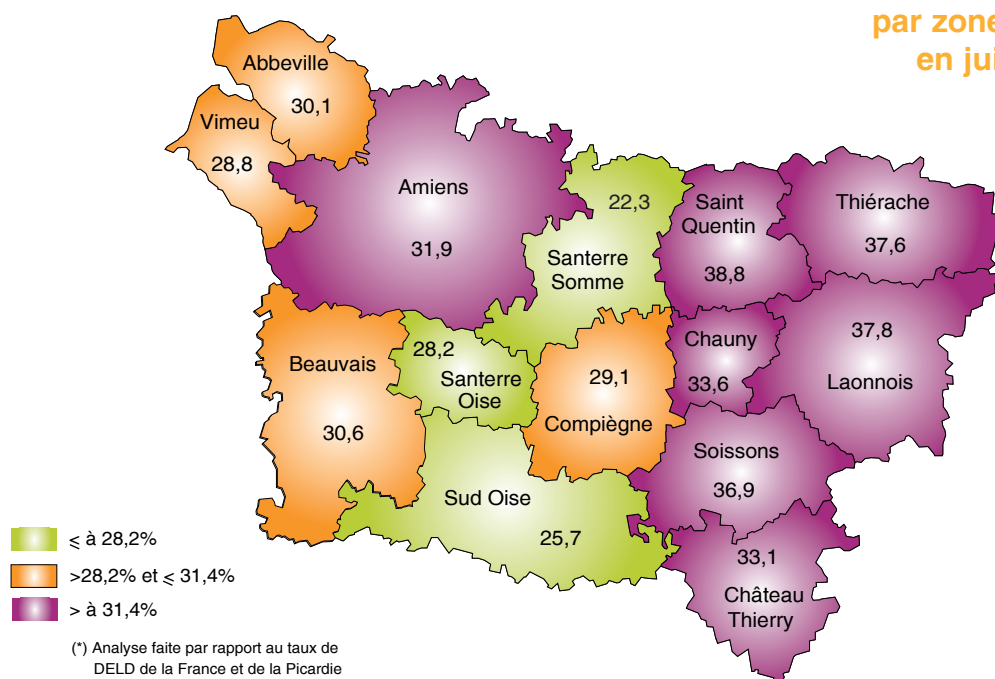 par zone
en jui
Abbeville
30,1
Vimeu
28,8
Amiens
31,9
22,3
Santerre
Somme
Saint
Quentin
38,8
Thiérache
37,6
Beauvais
30,6
28,2
Santerre
Oise
29,1
Compiègne
Chauny
33,6
37,8
Laonnois
Soissons
36,9
Sud Oise
25,7
33,1
Château
Thierry
⩽ à 28,2%
>28,2% et ⩽ 31,4%
> à 31,4%
(*) Analyse faite par rapport au taux de
DELD de la France et de la Picardie